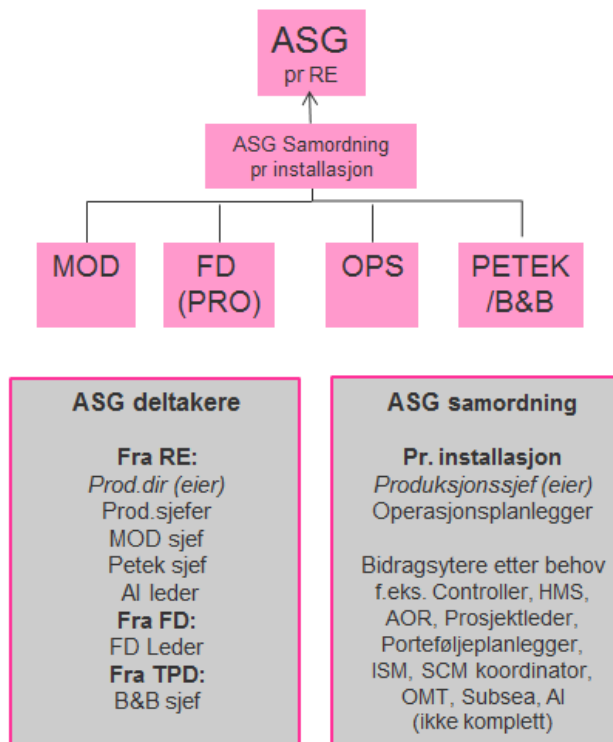 ASG
pr RE
ASG Samordning
pr installasjon
MOD
FD
(PRO)
OPS
PETEK
/B&B
ASG deltakere
Fra RE:
Prod.dir (eier)
Prod.sjefer
MOD sjef
Petek sjef
AI leder
Fra FD:
FD Leder
Fra TPD:
B&B sjef
ASG samordning
Pr. installasjon
Produksjonssjef (eier)
Operasjonsplanlegger
Bidragsytere etter behov
f.eks. Controller, HMS,
AOR, Prosjektleder,
Porteføljeplanlegger,
ISM, SCM koordinator,
OMT, Subsea, AI
(ikke komplett)